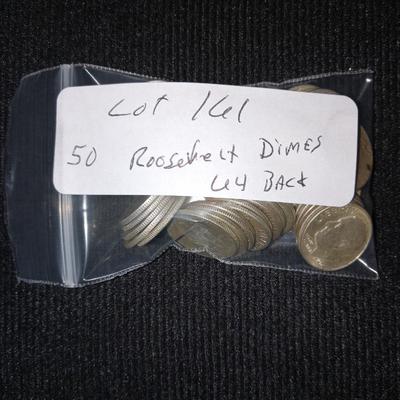 Lot 161
50 Roosevelt Dimes
64 Back